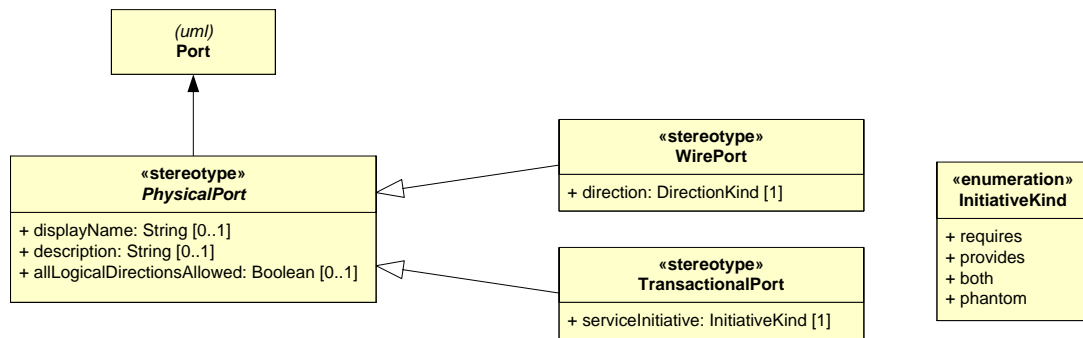 (uml)
Port
«stereotype»
PhysicalPort
+ displayName: String [0..1]
+ description: String [0..1]
+ allLogicalDirectionsAllowed: Boolean [0..1]
«stereotype»
WirePort
+ direction: DirectionKind [1]
«stereotype»
TransactionalPort
+ serviceInitiative: InitiativeKind [1]
«enumeration»
InitiativeKind
+ requires
+ provides
+ both
+ phantom